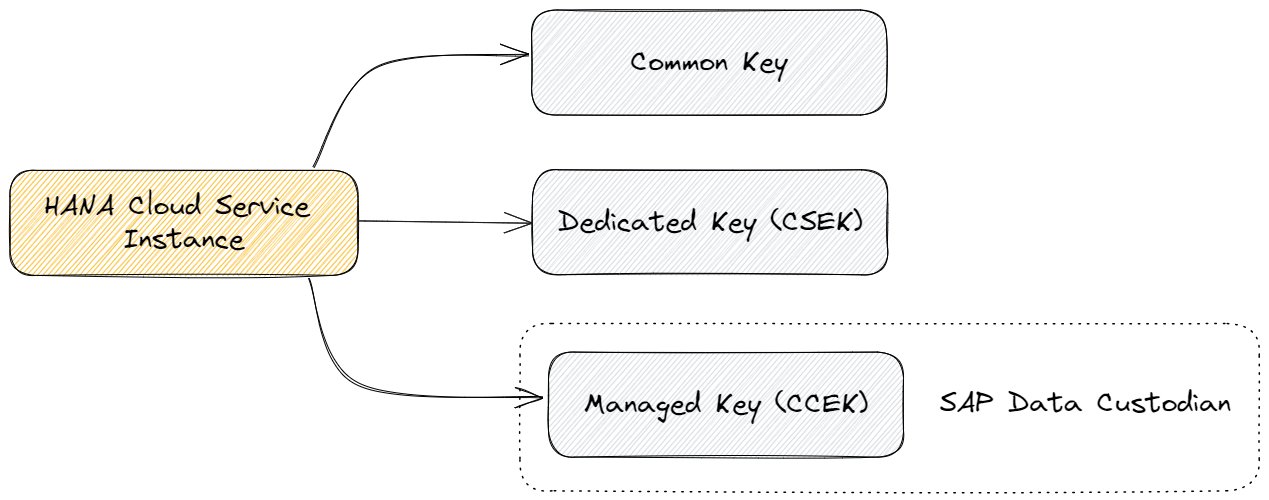 Common Key
HANA Cloud Service
Instance
Dedicated Key (CSEK)
Managed Key (CCEK)
SAP Data Custodian